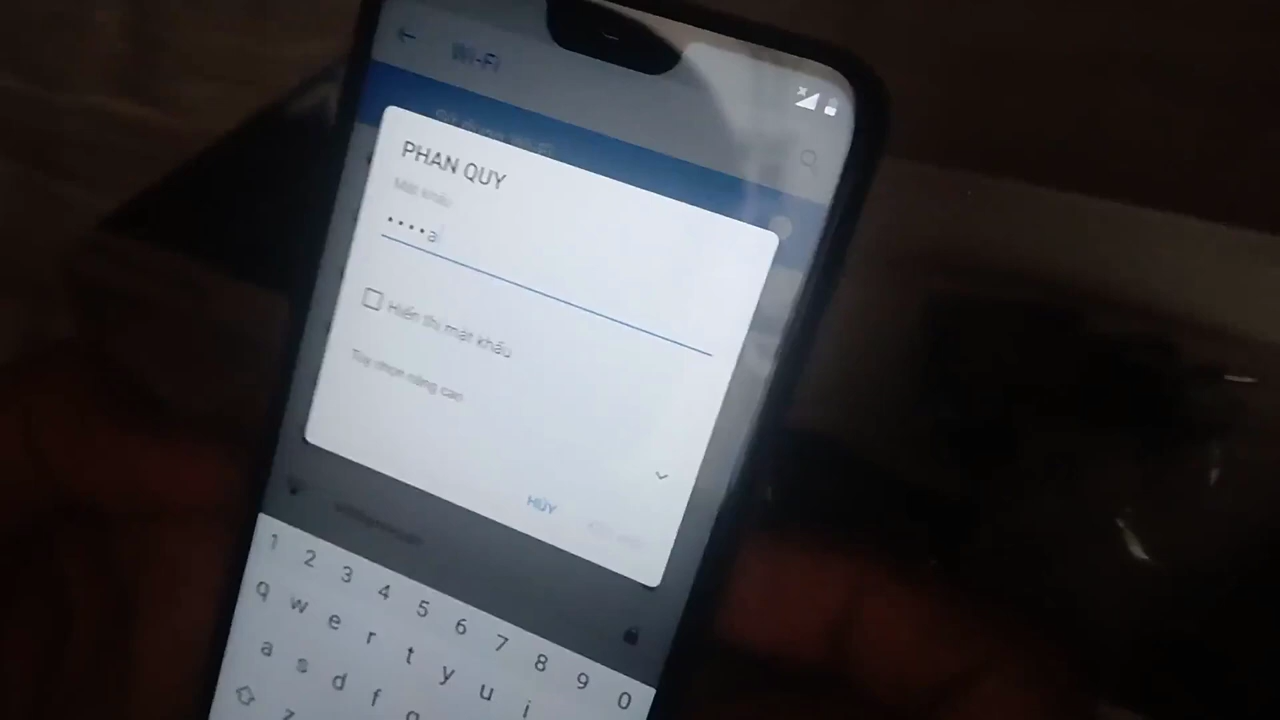 Wi-Fi
PHAN QUY
Mật khẩu
••••a
Hiển thị mật khẩu
Tùy chọn nâng cao
HỦY
1 2 3 4 5 6 7 8 9 0
q w e r t y u i
a s d f g
z